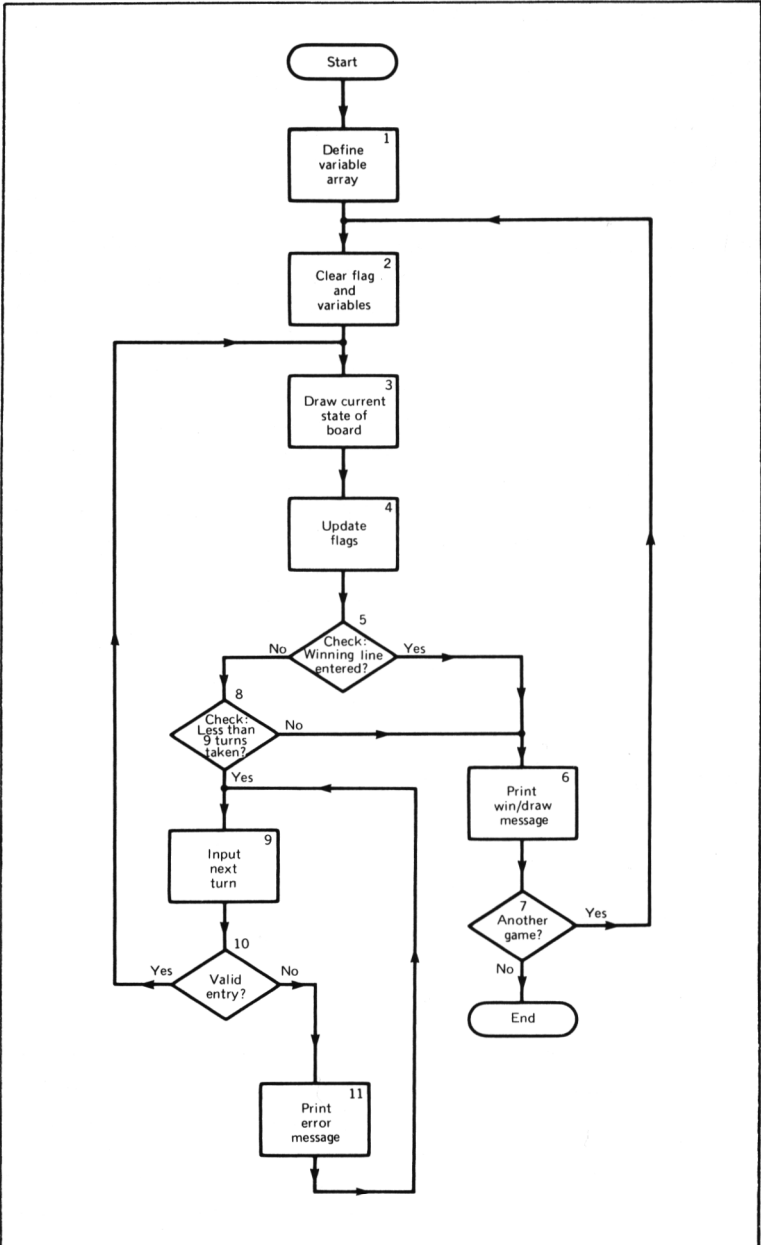 Start
1
Define
variable
array
2
Clear flag
and
variables
3
Draw current
state of
board
4
Update
flags
5
Check:
Winning line
entered?
No
Yes
8
Check:
Less than
9 turns
taken?
No
Yes
6
Print
win/draw
message
9
Input
next
turn
7
Another
game?
Yes
No
10
Valid
entry?
Yes
No
End
11
Print
error
message